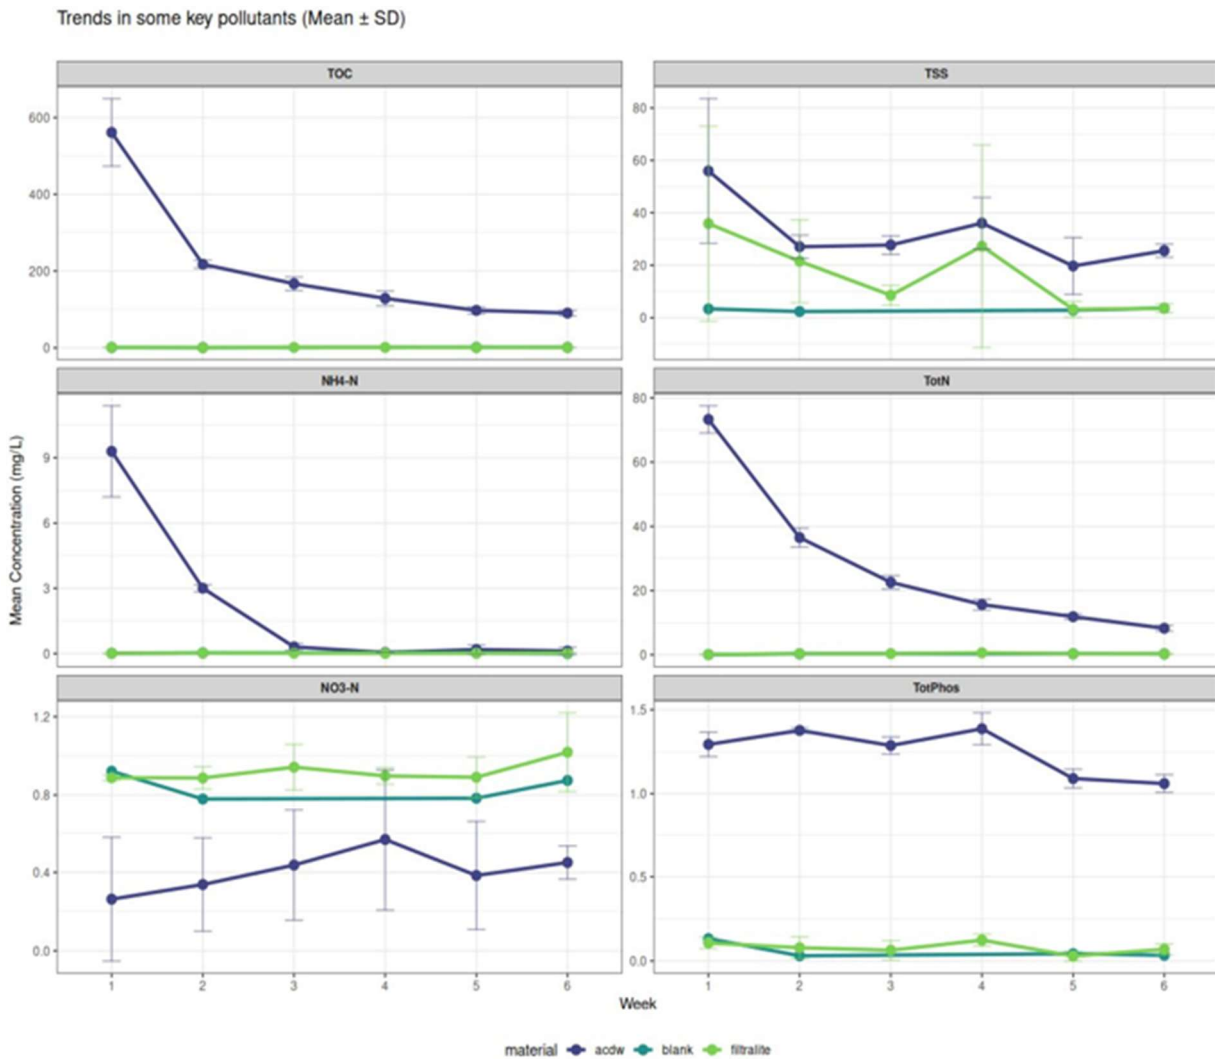 Trends in some key pollutants (Mean ± SD)
TOC
600
400
200
0
TSS
80
60
40
20
0
NH4-N
9
6
3
0
TotN
80
60
40
20
0
NO3-N
1.2
0.8
0.4
0.0
TotPhos
1.5
1.0
0.5
0.0
Mean Concentration (mg/L)
1 2 3 4 5 6
1 2 3 4 5 6
Week
material acdw blank filtralite